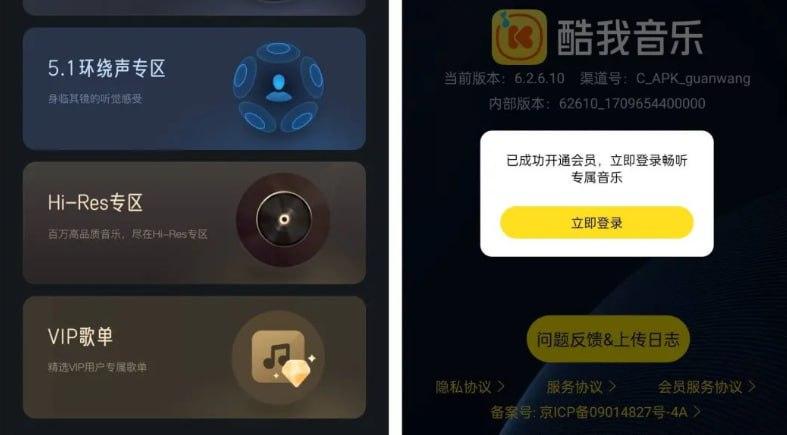 5.1环绕声专区
身临其镜的听觉感受
Hi-Res专区
百万高品质音乐，尽在Hi-Res专区
VIP歌单
精选VIP用户专属歌单
酷我音乐
当前版本：6.2.6.10 渠道号：C_APK_guanwang
内部版本：62610_1709654400000
已成功开通会员，立即登录畅听
专属音乐
立即登录
问题反馈&上传日志
隐私协议 > 服务协议 > 会员服务协议 >
备案号: 京ICP备09014827号-4A >